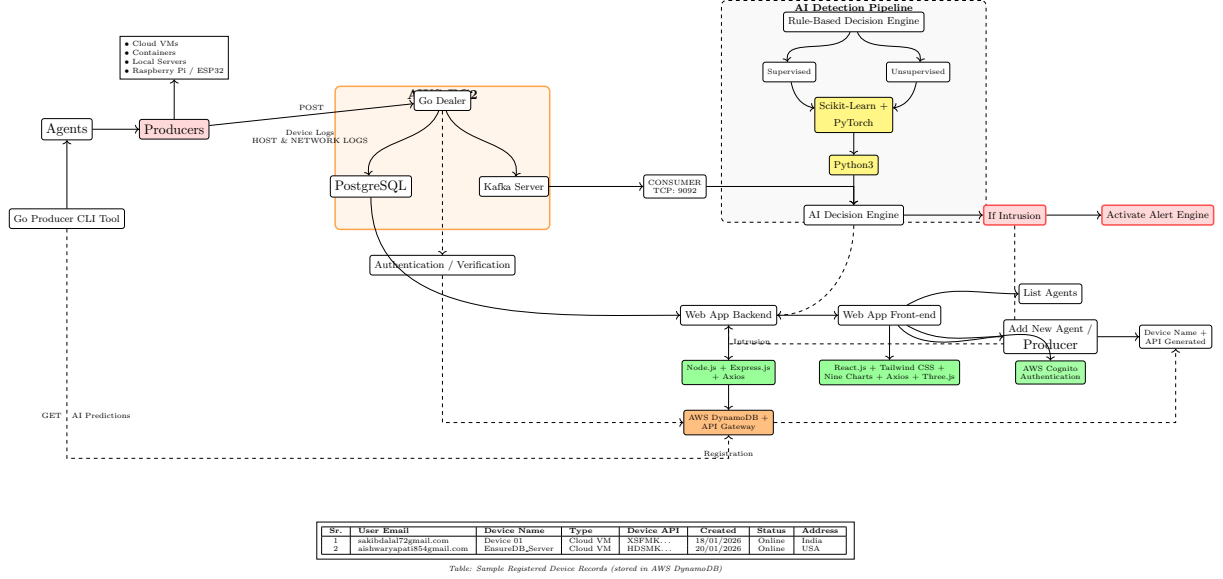 AI Detection Pipeline
Rule-Based Decision Engine
• Cloud VMs
• Containers
• Local Servers
• Raspberry Pi / ESP32
Supervised
Unsupervised
Go Dealer
POST
Scikit-Learn +
PyTorch
Agents
Producers
Device Logs
HOST & NETWORK LOGS
Python3
PostgreSQL
Kafka Server
CONSUMER
TCP: 9092
Go Producer CLI Tool
AI Decision Engine
If Intrusion
Activate Alert Engine
Authentication / Verification
List Agents
Web App Backend
Web App Front-end
Add New Agent /
Producer
Device Name +
API Generated
Intrusion
Node.js + Express.js
+ Axios
React.js + Tailwind CSS +
Nine Charts + Axios + Three.js
AWS Cognito
Authentication
GET
AI Predictions
AWS DynamoDB +
API Gateway
Registration
Sr. User Email Device Name Type Device API Created Status Address
1 sakibdalal72gmail.com Device 01 Cloud VM XSFMK... 18/01/2026 Online India
2 aishwaryapati854gmail.com EnsureDB_Server Cloud VM HDSMK... 20/01/2026 Online USA
Table: Sample Registered Device Records (stored in AWS DynamoDB)